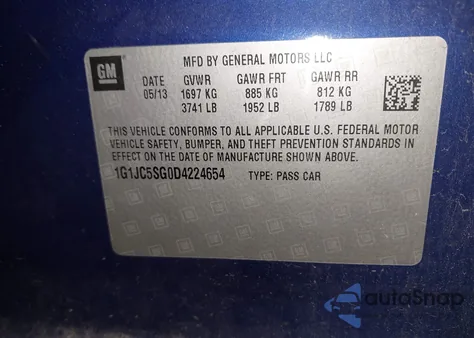 GM
MFD BY GENERAL MOTORS LLC
DATE GVWR GAWR FRT GAWR RR
05/13 1697 KG 885 KG 812 KG
3741 LB 1952 LB 1789 LB
THIS VEHICLE CONFORMS TO ALL APPLICABLE U.S. FEDERAL MOTOR
VEHICLE SAFETY, BUMPER, AND THEFT PREVENTION STANDARDS IN
EFFECT ON THE DATE OF MANUFACTURE SHOWN ABOVE.
1G1JC5SG0D4224654 TYPE: PASS CAR
autoSnap